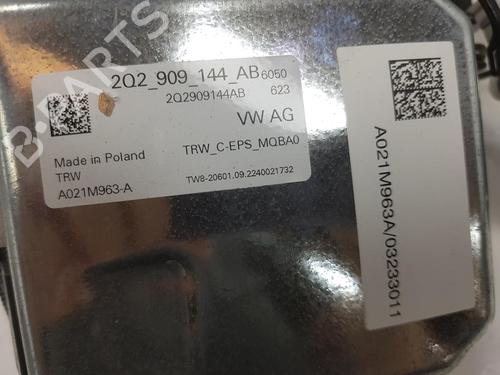 2Q2_909_144_AB 6050
2Q2909144AB 623
VW AG
Made in Poland TRW_C-EPS_MQBA0
TRW
A021M963-A TW8-20601.09.2240021732
A021M963A/03233011
B-PARTS